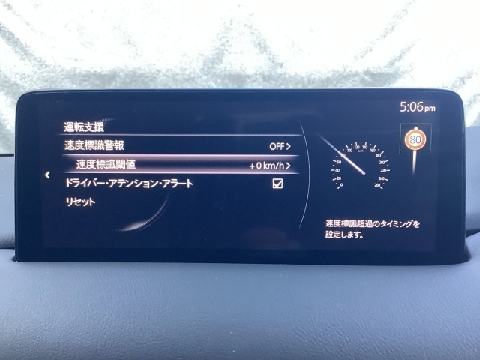 5:06pm
運転支援
速度標識警報 OFF
速度標識閾値 +0km/h
ドライバー・アテンション・アラート
リセット
80
速度標識超過のタイミングを
設定します。